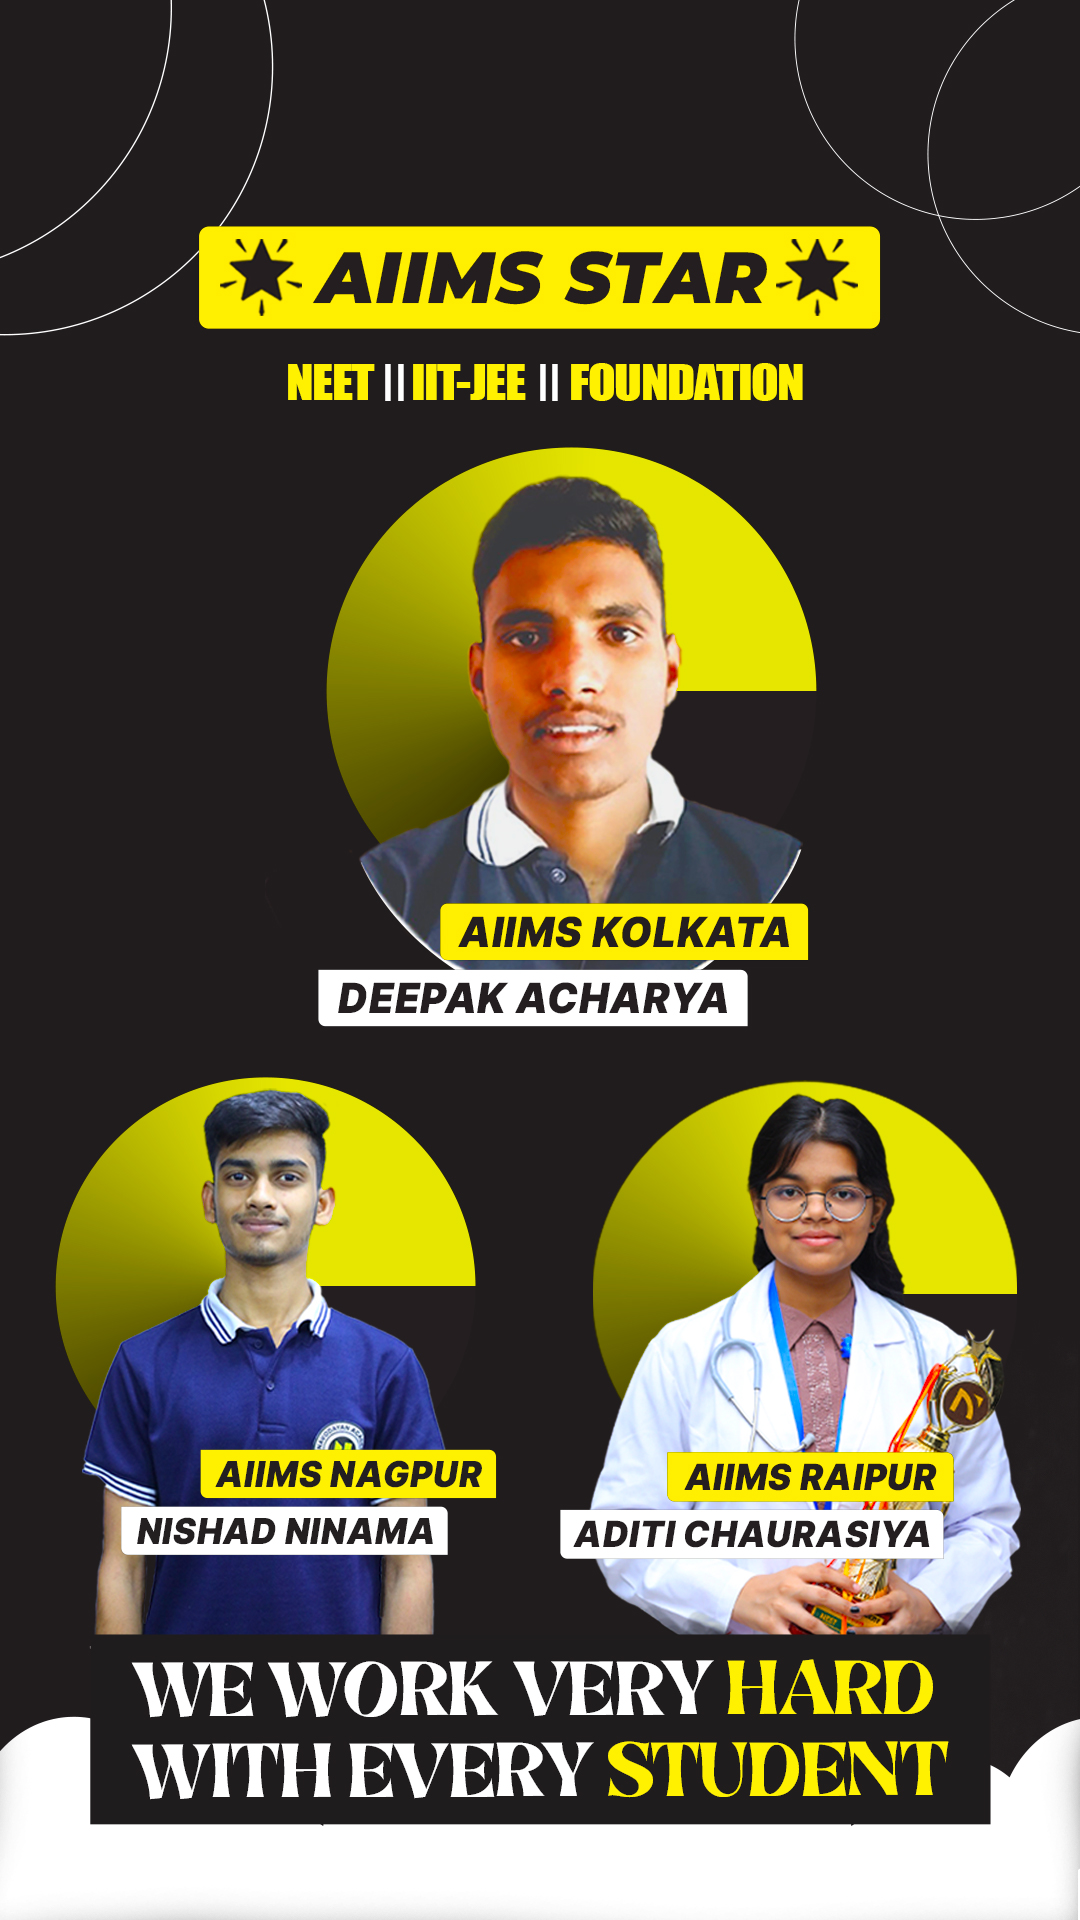 AIIMS STAR
NEET || IIT-JEE || FOUNDATION
AIIMS KOLKATA
DEEPAK ACHARYA
AIIMS NAGPUR
NISHAD NINAMA
AIIMS RAIPUR
ADITI CHAURASIYA
WE WORK VERY HARD
WITH EVERY STUDENT